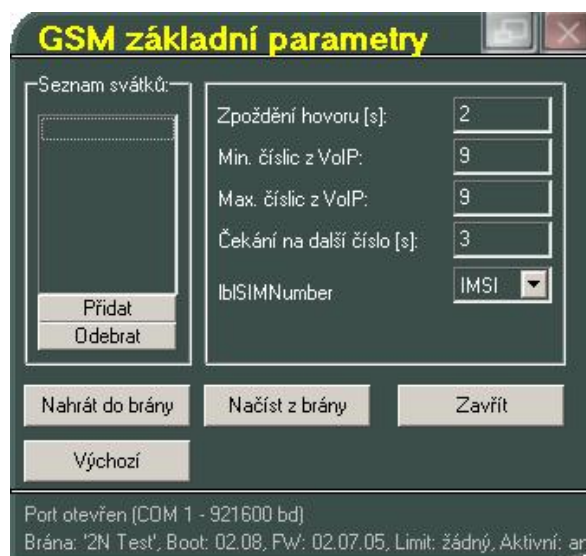 GSM základní parametry
Seznam svátků:
Zpoždění hovoru [s]: 2
Min. číslic z VoIP: 9
Max. číslic z VoIP: 9
Čekání na další číslo [s]: 3
lblSIMNumber IMSI
Přidat
Odebrat
Nahrát do brány Načíst z brány Zavřít
Výchozí
Port otevřen (COM 1 - 921600 bd)
Brána: '2N Test', Boot: 02.08, FW: 02.07.05, Limit: žádný, Aktivní: